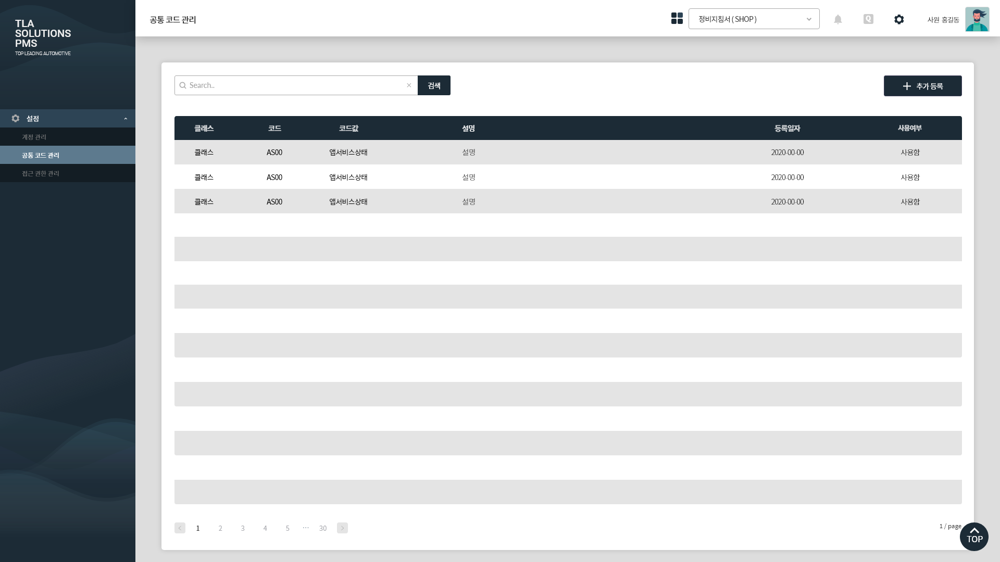 TLA
SOLUTIONS
PMS
TOP LEADING AUTOMOTIVE
공통 코드 관리
정비지침서 ( SHOP )
Q
사원 홍길동
설정
계정 관리
공통 코드 관리
접근 권한 관리
Search..
검색
추가 등록
클래스 코드 코드값 설명 등록일자 사용여부
클래스 AS00 앱서비스상태 설명 2020-00-00 사용함
클래스 AS00 앱서비스상태 설명 2020-00-00 사용함
클래스 AS00 앱서비스상태 설명 2020-00-00 사용함
1 2 3 4 5 ··· 30
1 / page
TOP